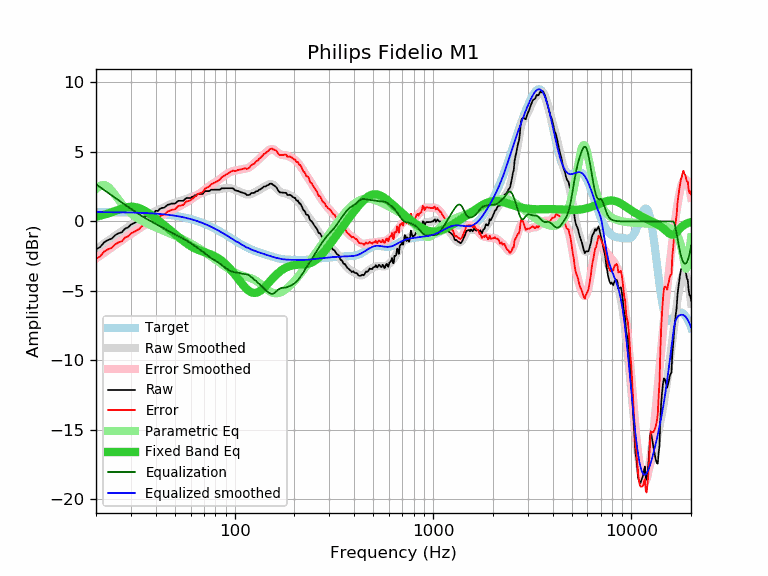 Philips Fidelio M1
10
5
0
−5
−10
−15
−20
Amplitude (dBr)
Target
Raw Smoothed
Error Smoothed
Raw
Error
Parametric Eq
Fixed Band Eq
Equalization
Equalized smoothed
100
1000
10000
Frequency (Hz)